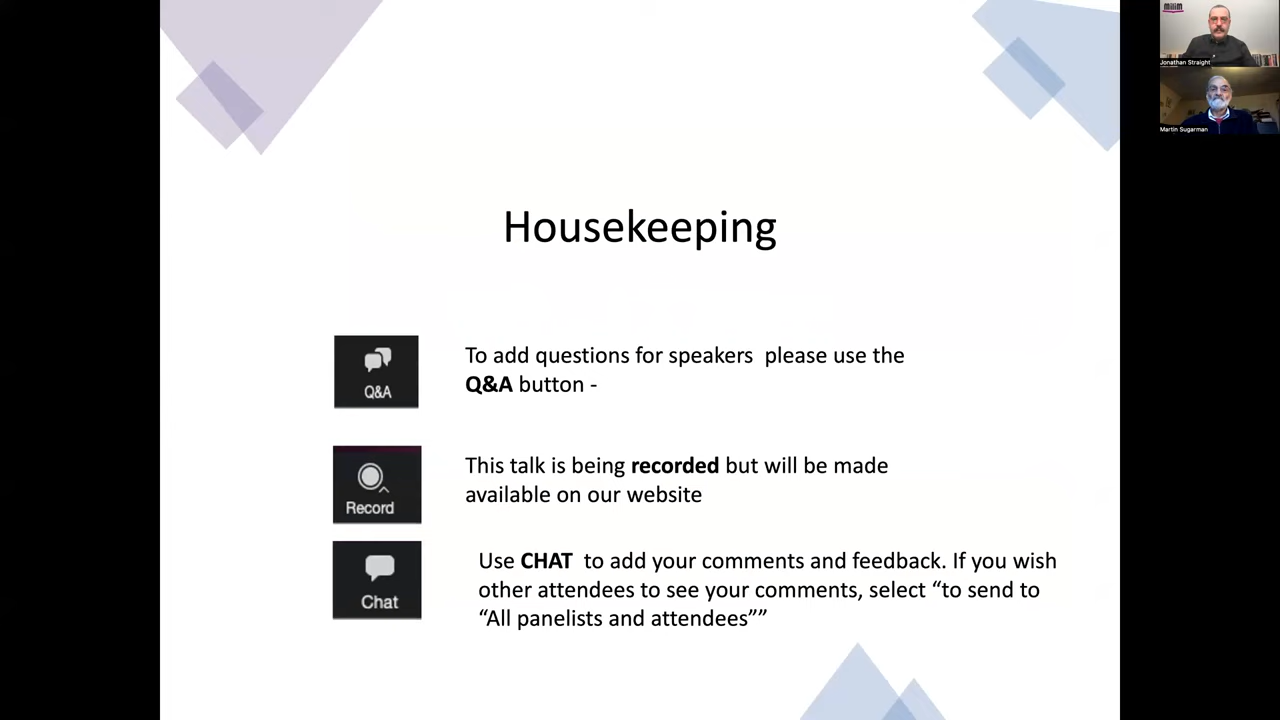 Housekeeping
Q&A
To add questions for speakers  please use the
Q&A button -
Record
This talk is being recorded but will be made
available on our website
Chat
Use CHAT  to add your comments and feedback. If you wish
other attendees to see your comments, select “to send to
“All panelists and attendees””
milim
Jonathan Straight
Martin Sugarman